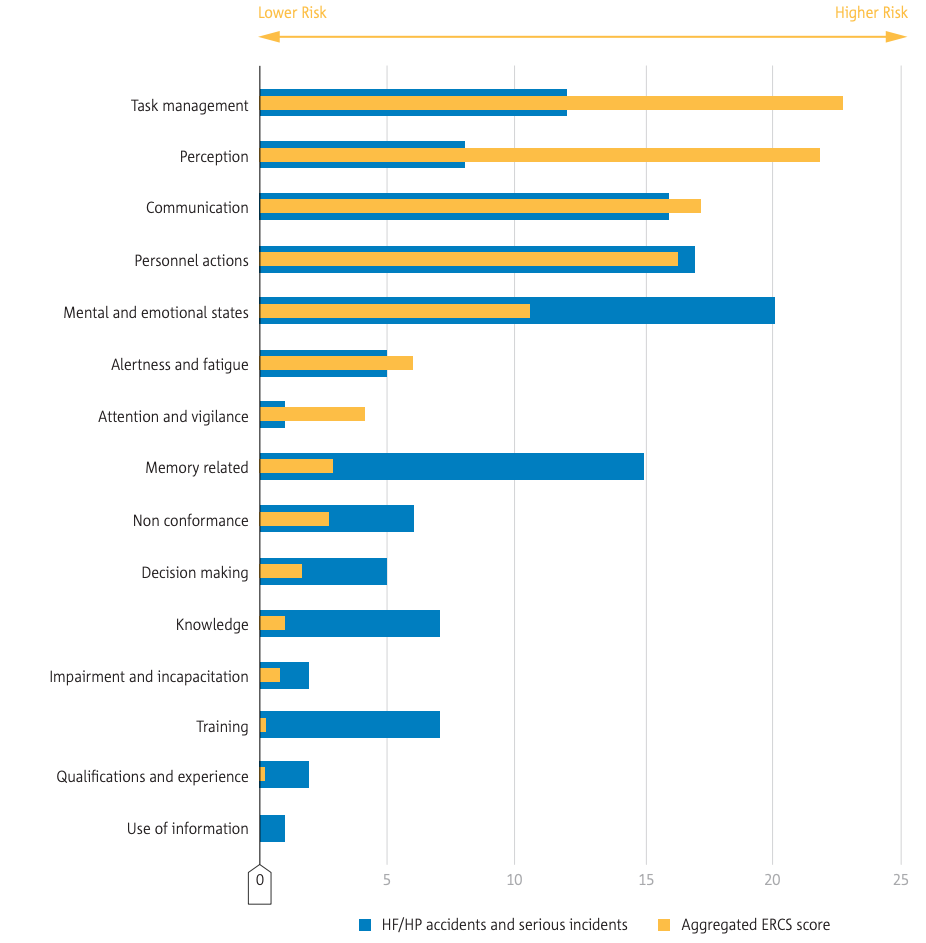 Lower Risk Higher Risk
Task management
Perception
Communication
Personnel actions
Mental and emotional states
Alertness and fatigue
Attention and vigilance
Memory related
Non conformance
Decision making
Knowledge
Impairment and incapacitation
Training
Qualifications and experience
Use of information
0 5 10 15 20 25
HF/HP accidents and serious incidents Aggregated ERCS score